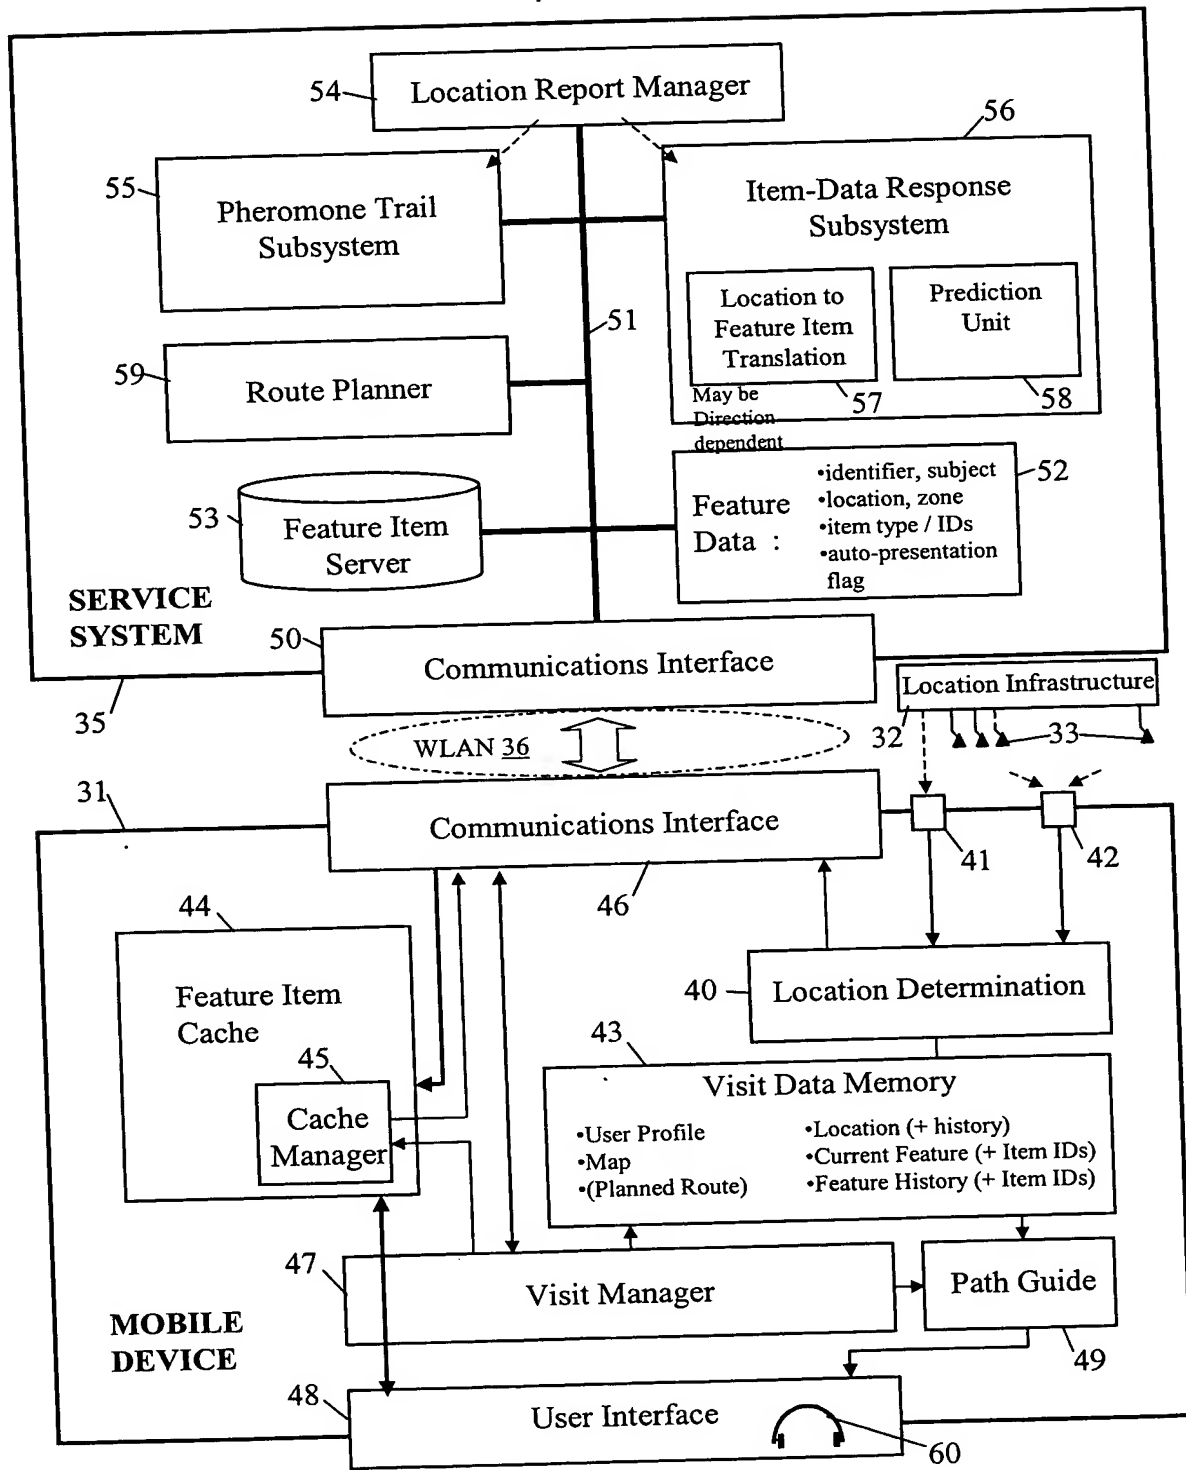 54
Location Report Manager
56
55
Pheromone Trail
Subsystem
Item-Data Response
Subsystem
Location to
Feature Item
Translation
Prediction
Unit
51
59
Route Planner
May be
Direction
dependent
57
58
53
Feature Item
Server
Feature
Data :
•identifier, subject
•location, zone
•item type / IDs
•auto-presentation
flag
52
SERVICE
SYSTEM
50
Communications Interface
35
Location Infrastructure
32
33
WLAN 36
31
Communications Interface
41
42
46
44
Feature Item
Cache
40
Location Determination
43
45
Cache
Manager
Visit Data Memory
•User Profile
•Map
•(Planned Route)
•Location (+ history)
•Current Feature (+ Item IDs)
•Feature History (+ Item IDs)
47
Visit Manager
Path Guide
MOBILE
DEVICE
49
48
User Interface
60